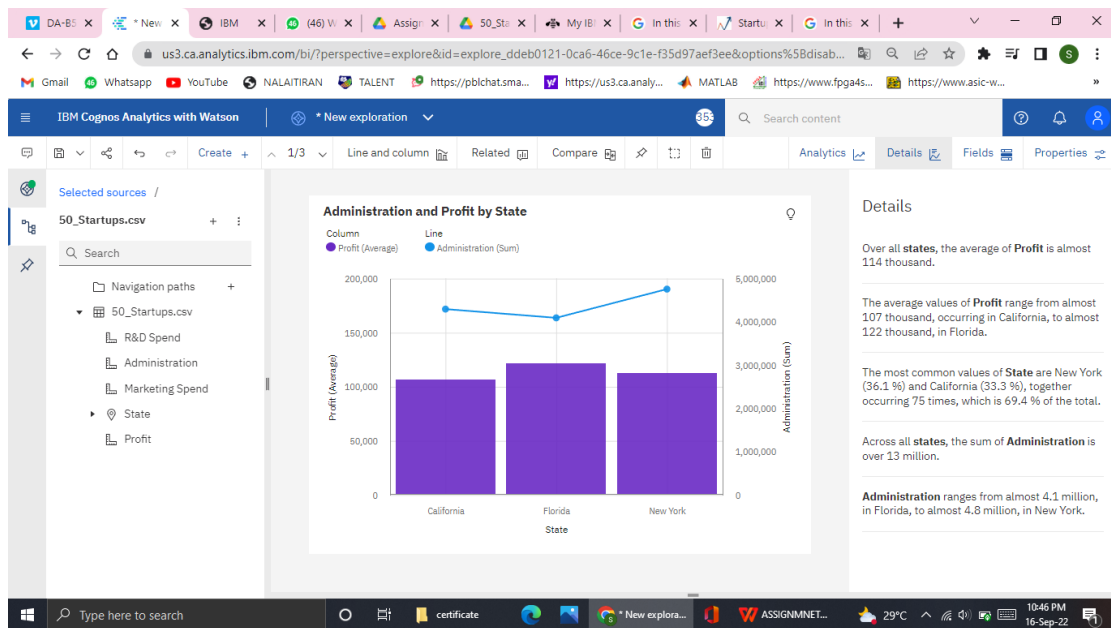 DA-BS
* New
IBM
(46) W
Assign
50_Sta
My IBI
In this
Startu
In this
us3.ca.analytics.ibm.com/bi/?perspective=explore&id=explore_ddeb0121-0ca6-46ce-9c1e-f35d97aef3ee&options%5Bdisab...
S
Gmail
Whatsapp
YouTube
NALAITIRAN
TALENT
https://pblchat.sma...
https://us3.ca.analy...
MATLAB
https://www.fpga4s...
https://www.asic-w...
»
IBM Cognos Analytics with Watson
* New exploration
353
Search content
Create +
1/3
Line and column
Related
Compare
Analytics
Details
Fields
Properties
Selected sources /
50_Startups.csv
Search
Navigation paths
50_Startups.csv
R&D Spend
Administration
Marketing Spend
State
Profit
Administration and Profit by State
Column
Line
Profit (Average)
Administration (Sum)
200,000
150,000
100,000
50,000
0
Profit (Average)
5,000,000
4,000,000
3,000,000
2,000,000
1,000,000
0
Administration (Sum)
California
Florida
New York
State
Details
Over all states, the average of Profit is almost
114 thousand.
The average values of Profit range from almost
107 thousand, occurring in California, to almost
122 thousand, in Florida.
The most common values of State are New York
(36.1 %) and California (33.3 %), together
occurring 75 times, which is 69.4 % of the total.
Across all states, the sum of Administration is
over 13 million.
Administration ranges from almost 4.1 million,
in Florida, to almost 4.8 million, in New York.
Type here to search
certificate
* New explora...
ASSIGNMNET...
29°C
10:46 PM
16-Sep-22
1